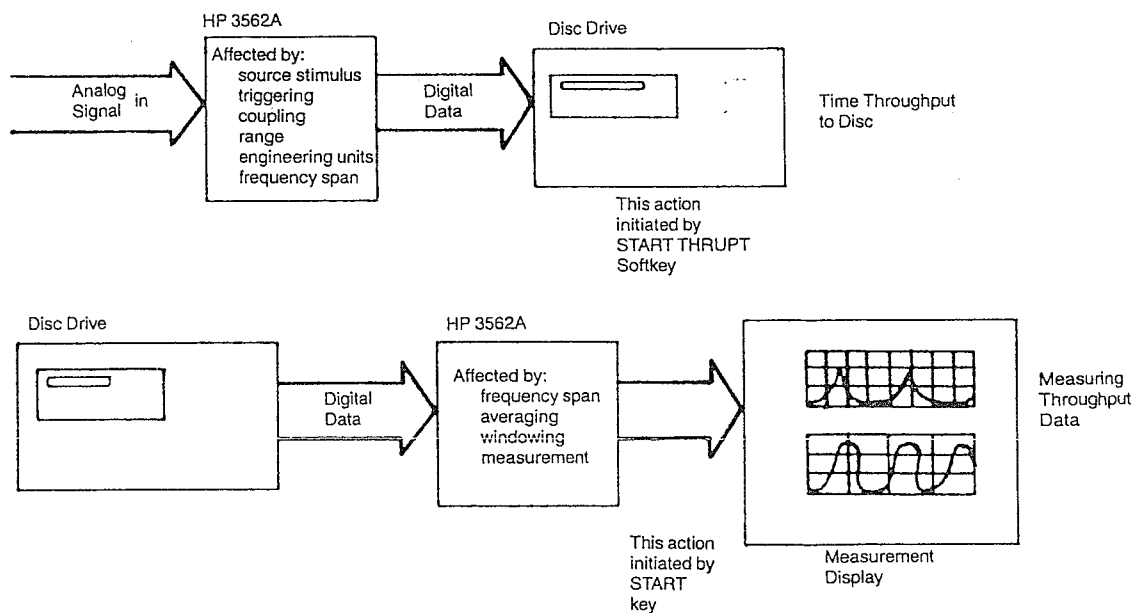 HP 3562A
Disc Drive
Affected by:
source stimulus
triggering
coupling
range
engineering units
frequency span
Analog in
Signal
Digital
Data
Time Throughput
to Disc
This action
initiated by
START THRUPT
Softkey
Disc Drive
HP 3562A
Digital
Data
Affected by:
frequency span
averaging
windowing
measurement
Measuring
Throughput
Data
This action
initiated by
START
key
Measurement
Display